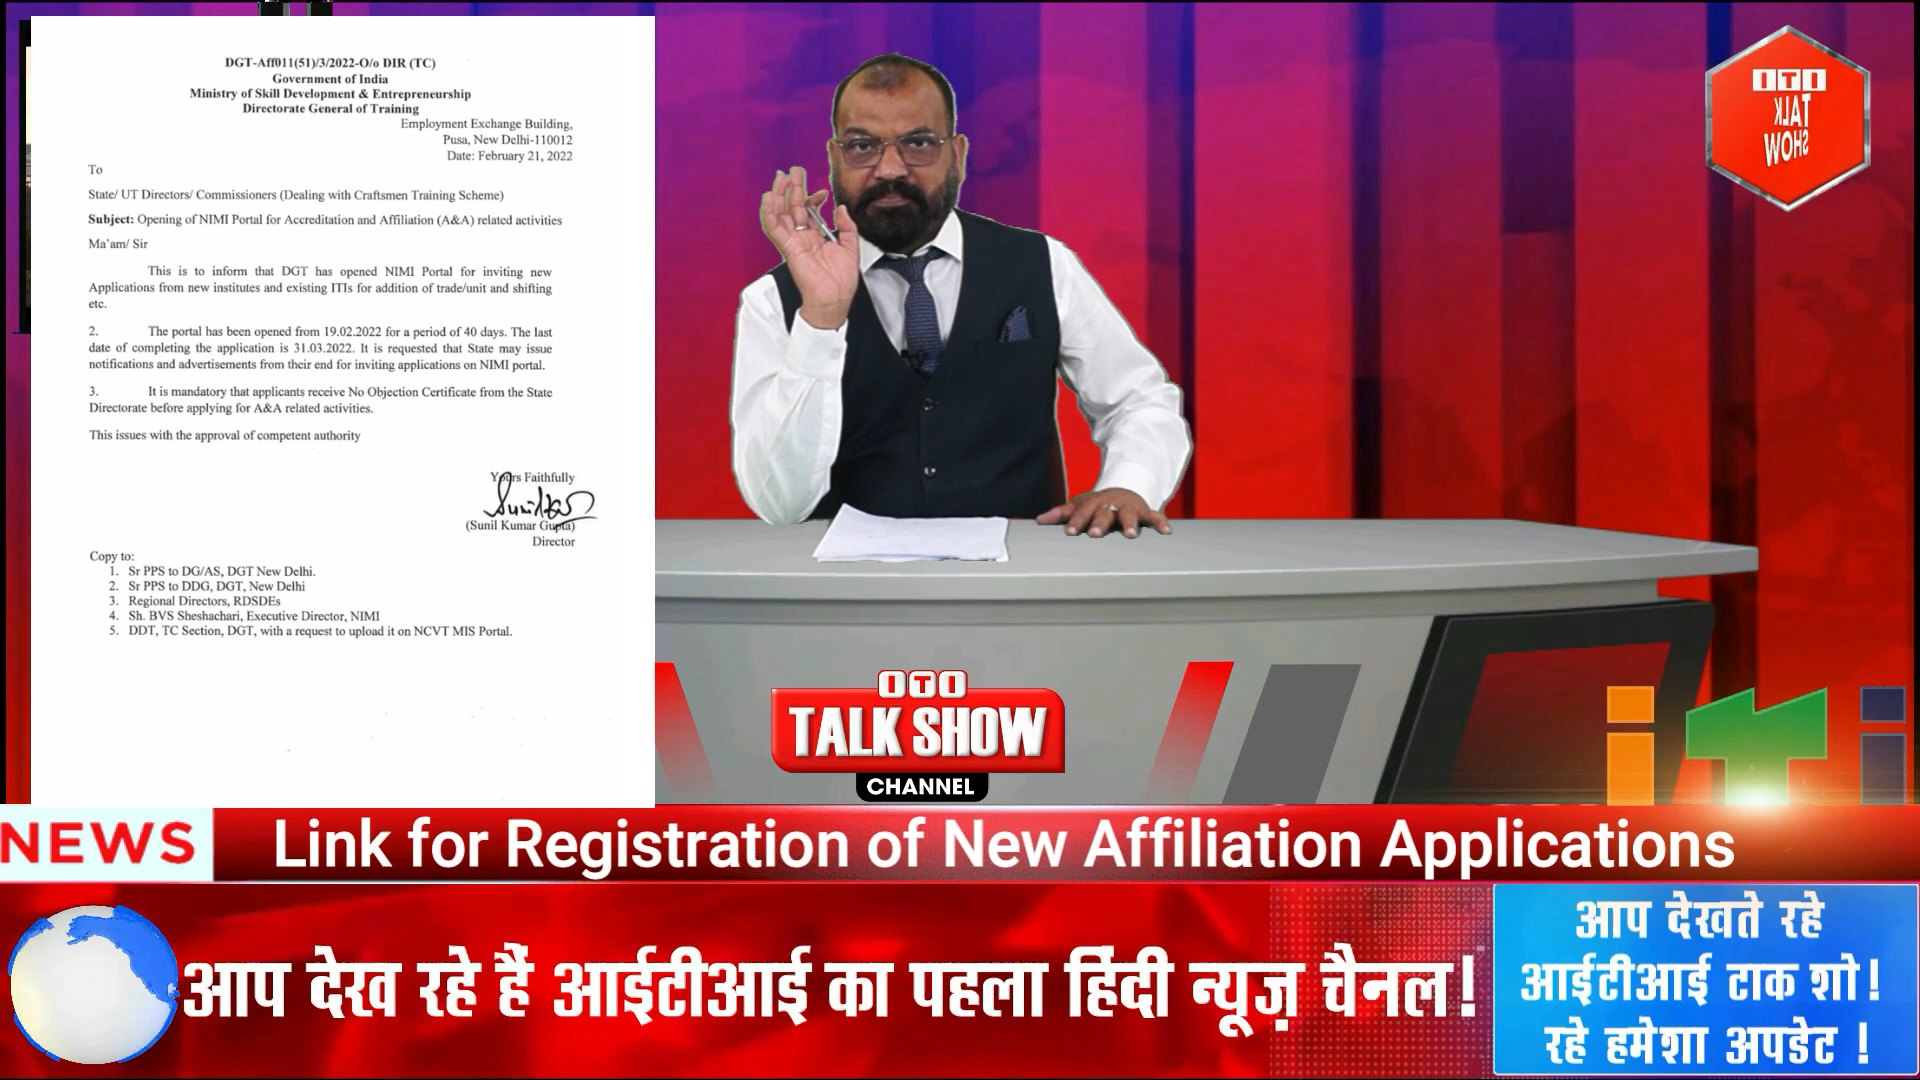 DGT-Aff011(51)/3/2022-O/o DIR (TC)
Government of India
Ministry of Skill Development & Entrepreneurship
Directorate General of Training
Employment Exchange Building,
Pusa, New Delhi-110012
Date: February 21, 2022
To
State/ UT Directors/ Commissioners (Dealing with Craftsmen Training Scheme)
Subject: Opening of NIMI Portal for Accreditation and Affiliation (A&A) related activities
Ma'am/ Sir
This is to inform that DGT has opened NIMI Portal for inviting new
Applications from new institutes and existing ITIs for addition of trade/unit and shifting
etc.
2. The portal has been opened from 19.02.2022 for a period of 40 days. The last
date of completing the application is 31.03.2022. It is requested that State may issue
notifications and advertisements from their end for inviting applications on NIMI portal.
3. It is mandatory that applicants receive No Objection Certificate from the State
Directorate before applying for A&A related activities.
This issues with the approval of competent authority
Yours Faithfully
(Sunil Kumar Gupta)
Director
Copy to:
1. Sr PPS to DG/AS, DGT New Delhi.
2. Sr PPS to DDG, DGT, New Delhi
3. Regional Directors, RDSDEs
4. Sh. BVS Sheshachari, Executive Director, NIMI
5. DDT, TC Section, DGT, with a request to upload it on NCVT MIS Portal.
ITI
TALK
SHOW
ITI
TALK SHOW
CHANNEL
iTi
NEWS
Link for Registration of New Affiliation Applications
आप देख रहे हैं आईटीआई का पहला हिंदी न्यूज़ चैनल!
आप देखते रहे
आईटीआई टाक शो!
रहे हमेशा अपडेट !